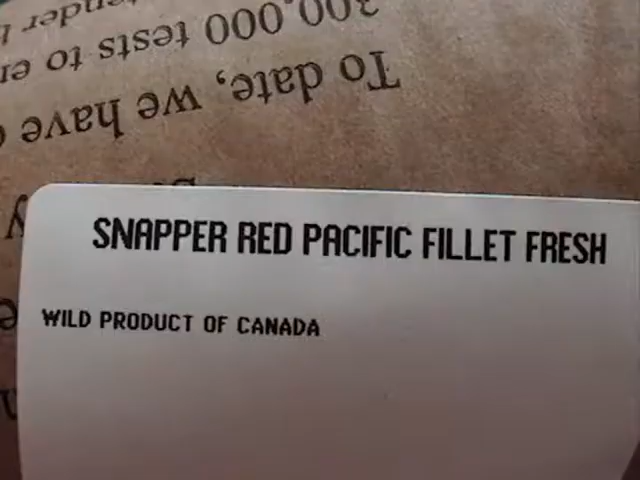 SNAPPER RED PACIFIC FILLET FRESH
WILD PRODUCT OF CANADA
To date, we have
300,000 tests to